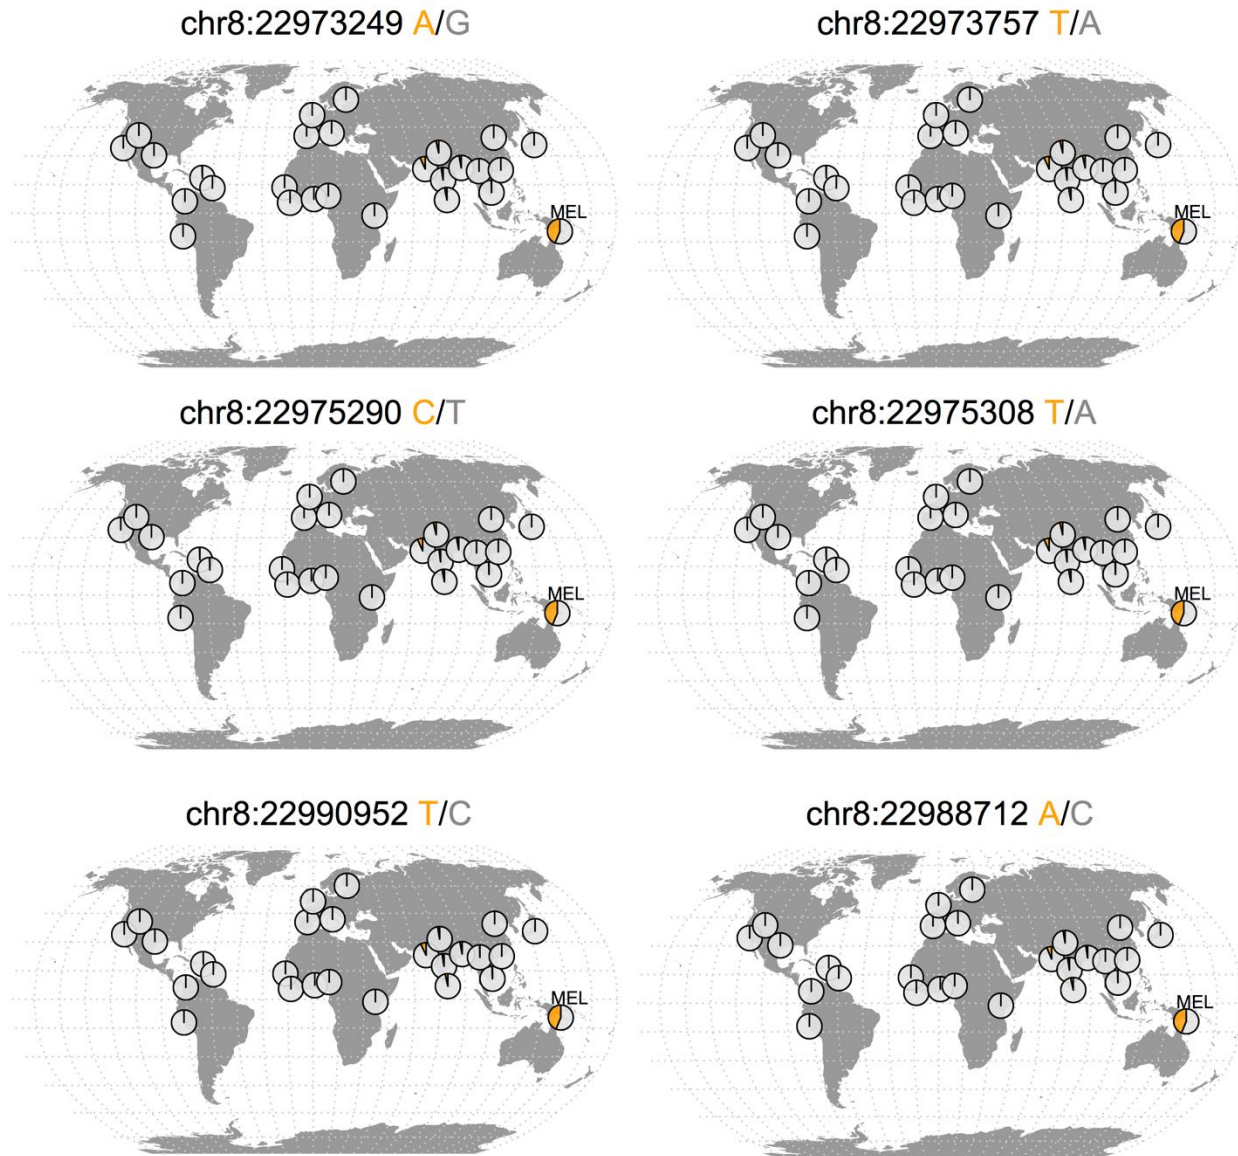 chr8:22973249 A/G
chr8:22973757 T/A
MEL
MEL
chr8:22975290 C/T
chr8:22975308 T/A
MEL
MEL
chr8:22990952 T/C
chr8:22988712 A/C
MEL
MEL